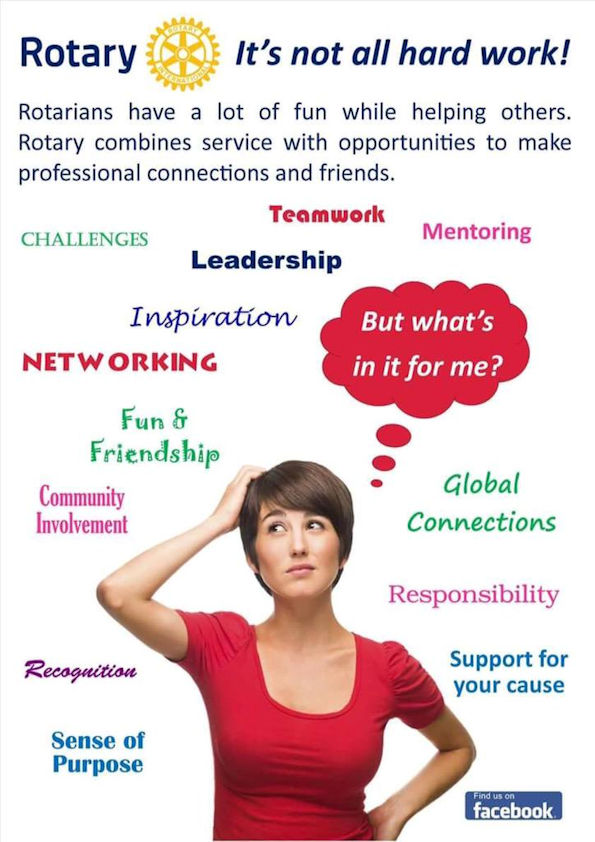 Rotary
ROTARY
INTERNATIONAL
It's not all hard work!
Rotarians have a lot of fun while helping others.
Rotary combines service with opportunities to make
professional connections and friends.
Teamwork
CHALLENGES
Mentoring
Leadership
Inspiration
But what's
in it for me?
NETWORKING
Fun &
Friendship
Community
Involvement
Global
Connections
Responsibility
Recognition
Support for
your cause
Sense of
Purpose
Find us on
facebook.